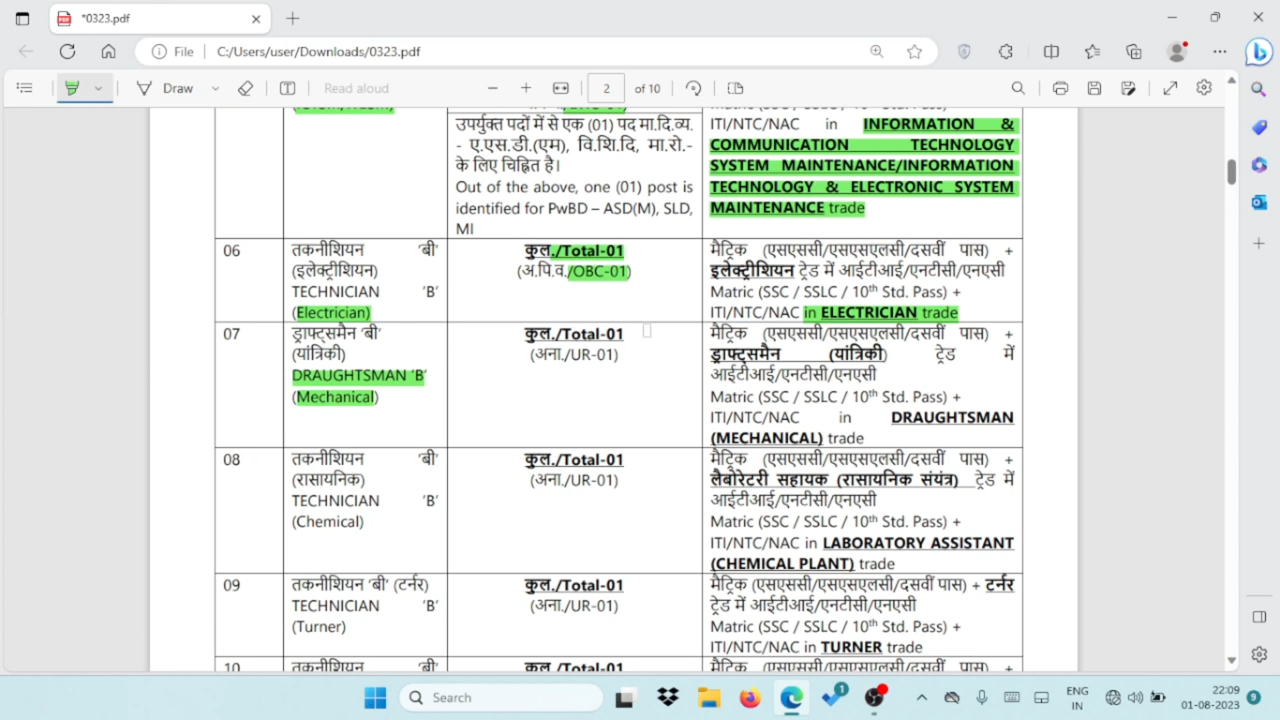 *0323.pdf
File
C:/Users/user/Downloads/0323.pdf
Draw
Read aloud
2
of 10
ITI/NTC/NAC in INFORMATION &
COMMUNICATION TECHNOLOGY
SYSTEM MAINTENANCE/INFORMATION
TECHNOLOGY & ELECTRONIC SYSTEM
MAINTENANCE trade
उपर्युक्त पदों में से एक (01) पद मा.दि.व्य.
- ए.एस.डी.(एम), वि.शि.दि, मा.रो.-
के लिए चिह्नित है।
Out of the above, one (01) post is
identified for PwBD – ASD(M), SLD,
MI
06
तकनीशियन 'बी'
(इलेक्ट्रीशियन)
TECHNICIAN 'B'
(Electrician)
कुल./Total-01
(अ.पि.व./OBC-01)
मैट्रिक (एसएससी/एसएसएलसी/दसवीं पास) +
इलेक्ट्रीशियन ट्रेड में आईटीआई/एनटीसी/एनएसी
Matric (SSC / SSLC / 10th Std. Pass) +
ITI/NTC/NAC in ELECTRICIAN trade
07
ड्राफ्ट्समैन 'बी'
(यांत्रिकी)
DRAUGHTSMAN 'B'
(Mechanical)
कुल./Total-01
(अना./UR-01)
मैट्रिक (एसएससी/एसएसएलसी/दसवीं पास) +
ड्राफ्ट्समैन (यांत्रिकी) ट्रेड में
आईटीआई/एनटीसी/एनएसी
Matric (SSC / SSLC / 10th Std. Pass) +
ITI/NTC/NAC in DRAUGHTSMAN
(MECHANICAL) trade
08
तकनीशियन 'बी'
(रासायनिक)
TECHNICIAN 'B'
(Chemical)
कुल./Total-01
(अना./UR-01)
मैट्रिक (एसएससी/एसएसएलसी/दसवीं पास) +
लैबोरेटरी सहायक (रासायनिक संयंत्र) ट्रेड में
आईटीआई/एनटीसी/एनएसी
Matric (SSC / SSLC / 10th Std. Pass) +
ITI/NTC/NAC in LABORATORY ASSISTANT
(CHEMICAL PLANT) trade
09
तकनीशियन 'बी' (टर्नर)
TECHNICIAN 'B'
(Turner)
कुल./Total-01
(अना./UR-01)
मैट्रिक (एसएससी/एसएसएलसी/दसवीं पास) + टर्नर
ट्रेड में आईटीआई/एनटीसी/एनएसी
Matric (SSC / SSLC / 10th Std. Pass) +
ITI/NTC/NAC in TURNER trade
10
तकनीशियन 'बी'
कुल./Total-01
मैट्रिक (एसएससी/एसएसएलसी/दसवीं पास) +
Search
1
ENG
IN
22:09
01-08-2023
9